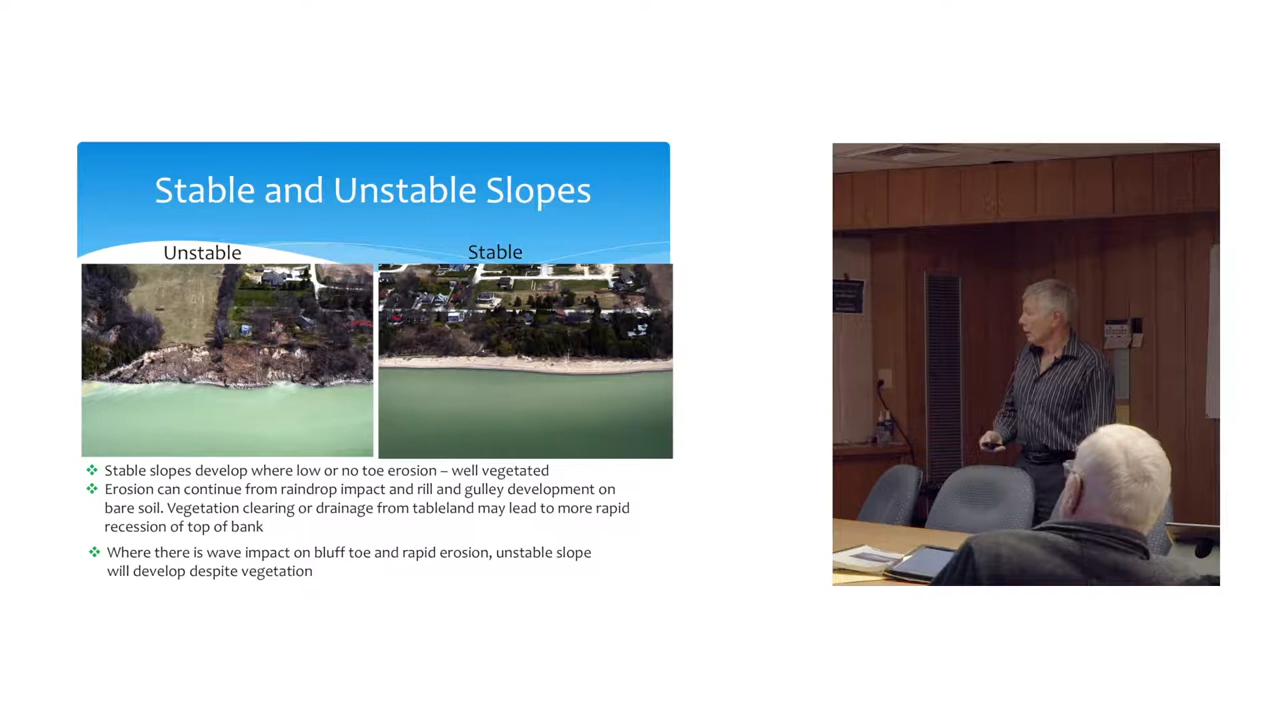 Stable and Unstable Slopes
Unstable
Stable
❖ Stable slopes develop where low or no toe erosion – well vegetated
❖ Erosion can continue from raindrop impact and rill and gulley development on
bare soil. Vegetation clearing or drainage from tableland may lead to more rapid
recession of top of bank
❖ Where there is wave impact on bluff toe and rapid erosion, unstable slope
will develop despite vegetation